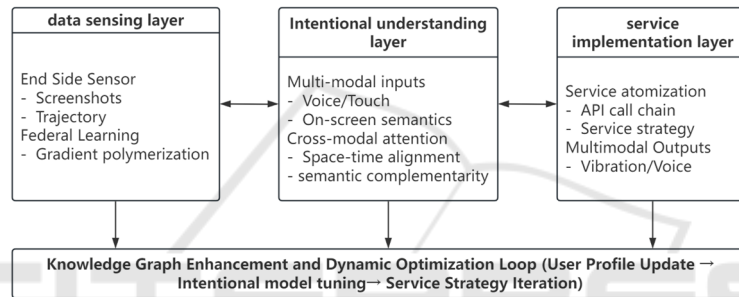 data sensing layer
End Side Sensor
- Screenshots
- Trajectory
Federal Learning
- Gradient polymerization
Intentional understanding
layer
Multi-modal inputs
- Voice/Touch
- On-screen semantics
Cross-modal attention
- Space-time alignment
- semantic complementarity
service
implementation layer
Service atomization
- API call chain
- Service strategy
Multimodal Outputs
- Vibration/Voice
Knowledge Graph Enhancement and Dynamic Optimization Loop (User Profile Update →
Intentional model tuning→ Service Strategy Iteration)